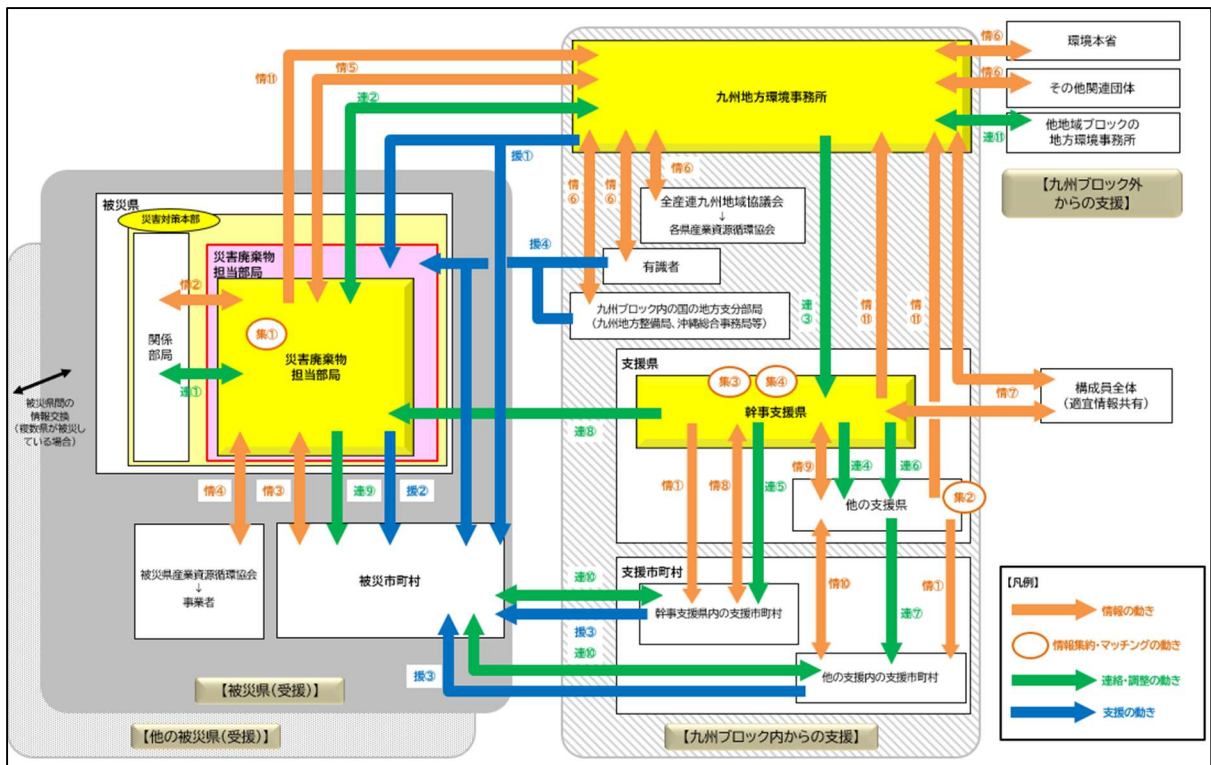 情⑥
環境本省
情⑪
情⑤
九州地方環境事務所
情⑥
その他関連団体
連②
他地域ブロックの
地方環境事務所
連⑪
援①
情⑥
情⑥
情⑥
全産連九州地域協議会
↓
各県産業資源循環協会
【九州ブロック外
からの支援】
被災県
災害対策本部
災害廃棄物
担当部局
援④
有識者
情②
関係
部局
集①
災害廃棄物
担当部局
連①
九州ブロック内の国の地方支分部局
(九州地方整備局、沖縄総合事務局等)
連③
情⑪
情⑪
支援県
集③
集④
幹事支援県
情⑦
構成員全体
(適宜情報共有)
被災県間の
情報交換
(複数県が被災し
ている場合)
連⑧
情④
情③
連⑨
援②
情①
情⑧
連⑤
情⑨
連④
連⑥
他の支援県
集②
被災県産業資源循環協会
↓
事業者
被災市町村
連⑩
援③
支援市町村
幹事支援県内の支援市町村
情⑩
連⑦
情①
連⑩
援③
他の支援内の支援市町村
【凡例】
情報の動き
情報集約・マッチングの動き
連絡・調整の動き
支援の動き
【被災県(受援)】
【他の被災県(受援)】
【九州ブロック内からの支援】